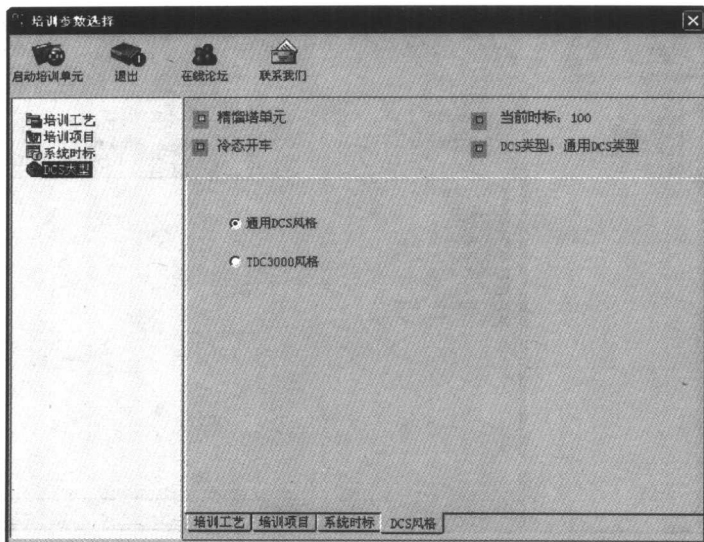 培训参数选择
启动培训单元 退出 在线论坛 联系我们
培训工艺
培训项目
系统时标
DCS类型
精馏塔单元 当前时标：100
冷态开车 DCS类型：通用DCS类型
通用DCS风格
TDC3000风格
培训工艺 培训项目 系统时标 DCS风格